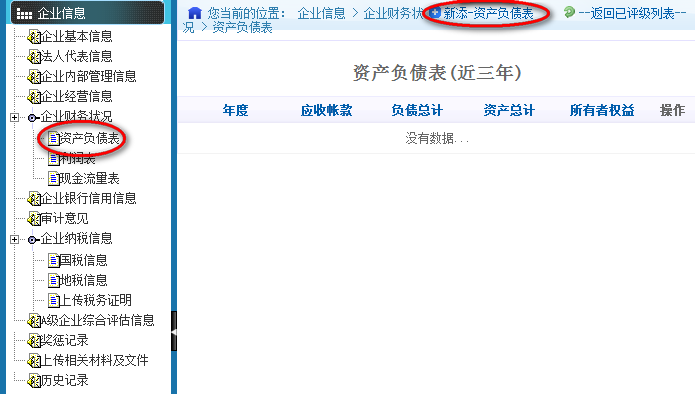 企业信息
企业基本信息
法人代表信息
企业内部管理信息
企业经营信息
企业财务状况
资产负债表
利润表
现金流量表
企业银行信用信息
审计意见
企业纳税信息
国税信息
地税信息
上传税务证明
A级企业综合评估信息
奖惩记录
上传相关材料及文件
历史记录
您当前的位置： 企业信息 > 企业财务状
况 > 资产负债表
新添-资产负债表
--返回已评级列表--
资产负债表(近三年)
年度 应收帐款 负债总计 资产总计 所有者权益 操作
没有数据...